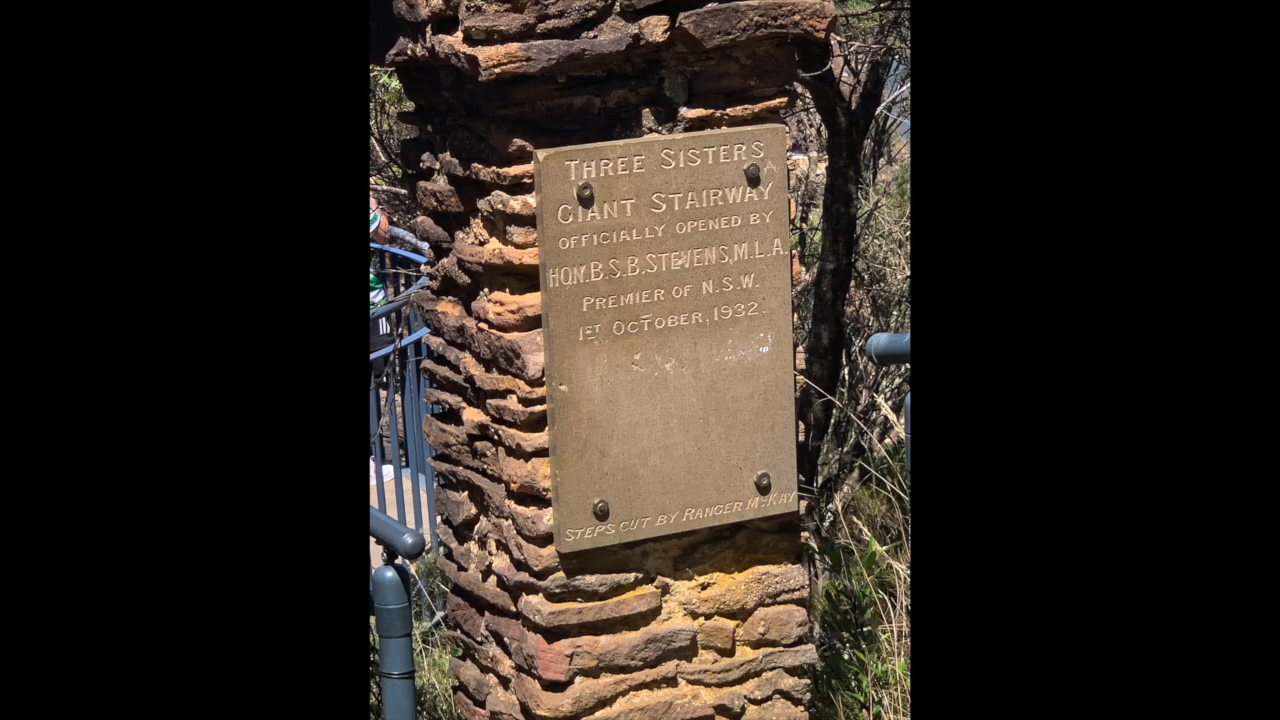 THREE SISTERS
GIANT STAIRWAY
OFFICIALLY OPENED BY
HON. B.S.B. STEVENS, M.L.A.
PREMIER OF N.S.W.
1ST OCTOBER, 1932.
STEPS CUT BY RANGER McKAY